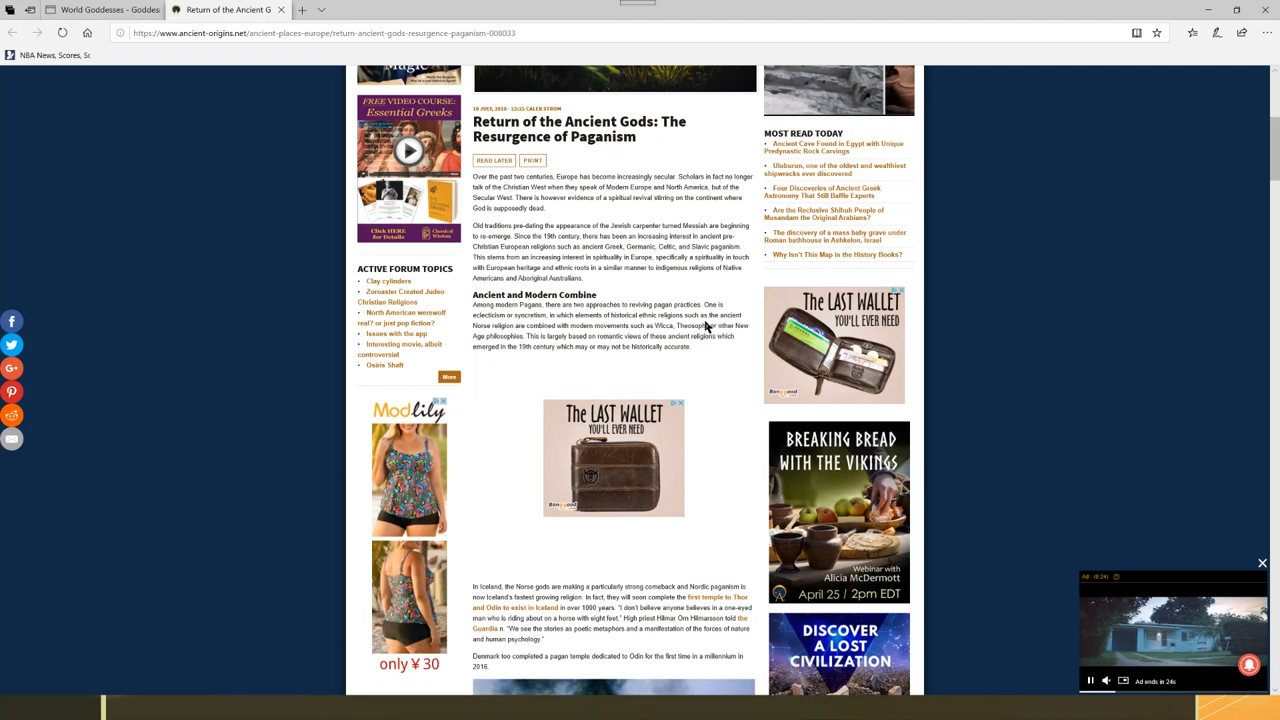 World Goddesses - Goddes
Return of the Ancient G
https://www.ancient-origins.net/ancient-places-europe/return-ancient-gods-resurgence-paganism-008033
NBA News, Scores, Sc
Magic
FREE VIDEO COURSE:
Essential Greeks
Click HERE
for Details
Classical
Wisdom
ACTIVE FORUM TOPICS
• Clay cylinders
• Zoroaster Created Judeo
Christian Religions
• North American werewolf
real? or just pop fiction?
• Issues with the app
• Interesting movie, albeit
controversial
• Osiris Shaft
More
Modlily
only ¥ 30
10 JULY, 2018 - 22:25 CALEB STROM
Return of the Ancient Gods: The
Resurgence of Paganism
READ LATER
PRINT
Over the past two centuries, Europe has become increasingly secular. Scholars in fact no longer
talk of the Christian West when they speak of Modern Europe and North America, but of the
Secular West. There is however evidence of a spiritual revival stirring on the continent where
God is supposedly dead.
Old traditions pre-dating the appearance of the Jewish carpenter turned Messiah are beginning
to re-emerge. Since the 19th century, there has been an increasing interest in ancient pre-
Christian European religions such as ancient Greek, Germanic, Celtic, and Slavic paganism.
This stems from an increasing interest in spirituality in Europe, specifically a spirituality in touch
with European heritage and ethnic roots in a similar manner to indigenous religions of Native
Americans and Aboriginal Australians.
Ancient and Modern Combine
Among modern Pagans, there are two approaches to reviving pagan practices. One is
eclecticism or syncretism, in which elements of historical ethnic religions such as the ancient
Norse religion are combined with modern movements such as Wicca, Theosophy or other New
Age philosophies. This is largely based on romantic views of these ancient religions which
emerged in the 19th century which may or may not be historically accurate.
The LAST WALLET
YOU'LL EVER NEED
Banggood
In Iceland, the Norse gods are making a particularly strong comeback and Nordic paganism is
now Iceland's fastest growing religion. In fact, they will soon complete the first temple to Thor
and Odin to exist in Iceland in over 1000 years. "I don't believe anyone believes in a one-eyed
man who is riding about on a horse with eight feet," High priest Hilmar Örn Hilmarsson told the
Guardia n. "We see the stories as poetic metaphors and a manifestation of the forces of nature
and human psychology."
Denmark too completed a pagan temple dedicated to Odin for the first time in a millennium in
2016.
MOST READ TODAY
• Ancient Cave Found in Egypt with Unique
Predynastic Rock Carvings
• Uluburun, one of the oldest and wealthiest
shipwrecks ever discovered
• Four Discoveries of Ancient Greek
Astronomy That Still Baffle Experts
• Are the Reclusive Shihuh People of
Musandam the Original Arabians?
• The discovery of a mass baby grave under
Roman bathhouse in Ashkelon, Israel
• Why Isn't This Map in the History Books?
The LAST WALLET
YOU'LL EVER NEED
Banggood
BREAKING BREAD
WITH THE VIKINGS
Webinar with
Alicia McDermott
April 25 / 2pm EDT
DISCOVER
A LOST
CIVILIZATION
Ad (0:24)
Ad ends in 24s